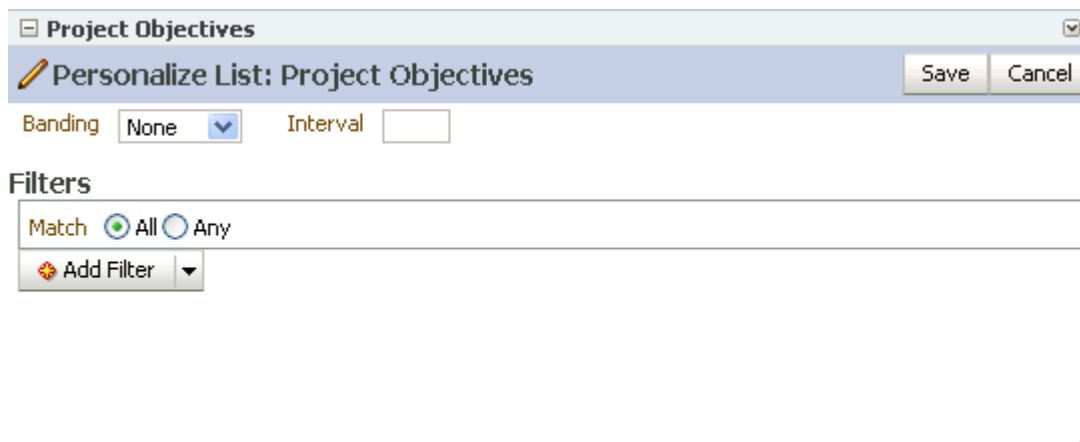 Project Objectives
Personalize List: Project Objectives Save Cancel
Banding None Interval
Filters
Match All Any
Add Filter